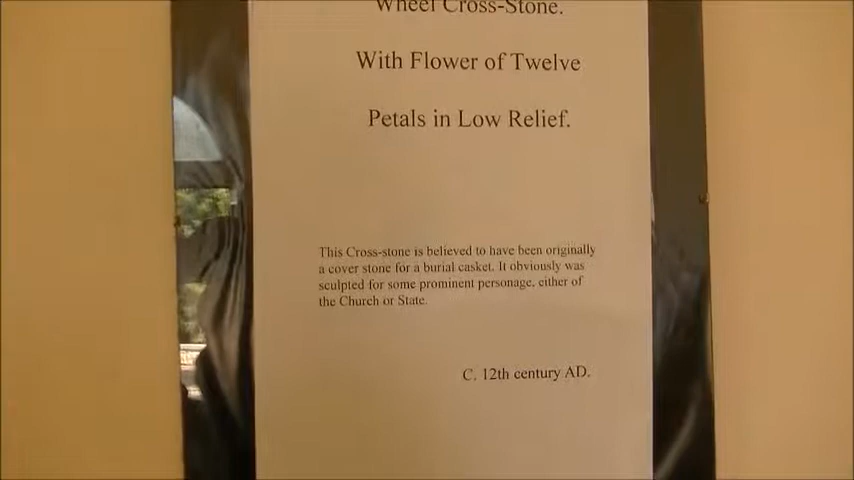 Wheel Cross-Stone.
With Flower of Twelve
Petals in Low Relief.
This Cross-stone is believed to have been originally
a cover stone for a burial casket. It obviously was
sculpted for some prominent personage, either of
the Church or State.
C. 12th century AD.